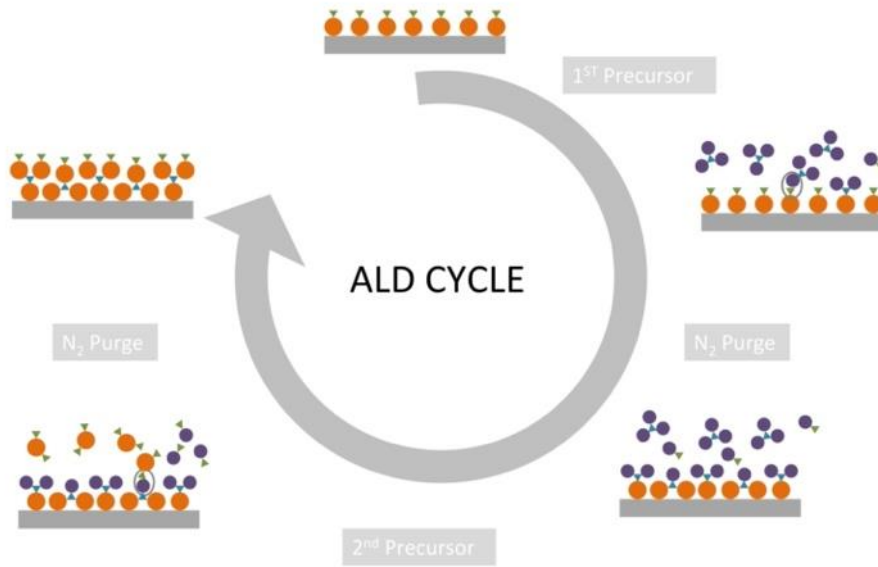 1ST Precursor
ALD CYCLE
N2 Purge
N2 Purge
2nd Precursor